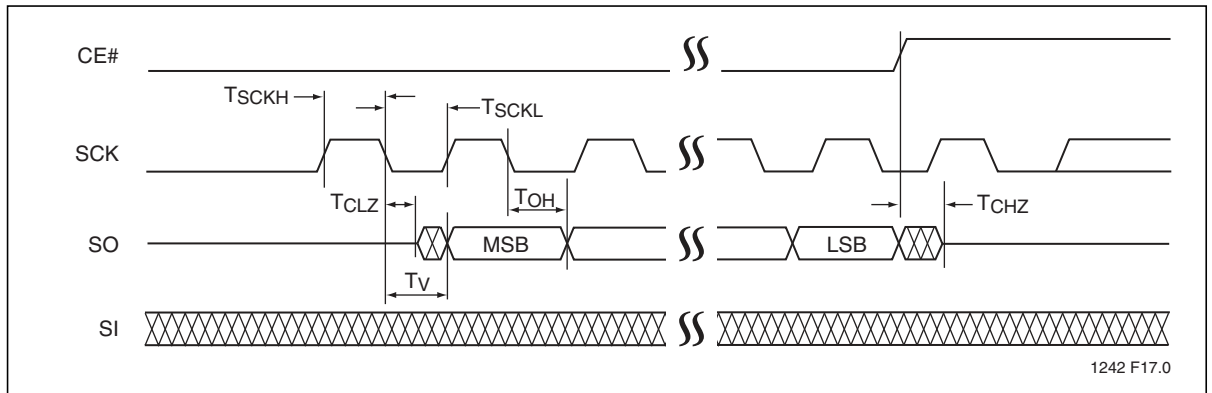 CE#
TSCKH
TSCKL
SCK
TCLZ
TOH
TCHZ
SO
MSB
LSB
TV
SI
1242 F17.0